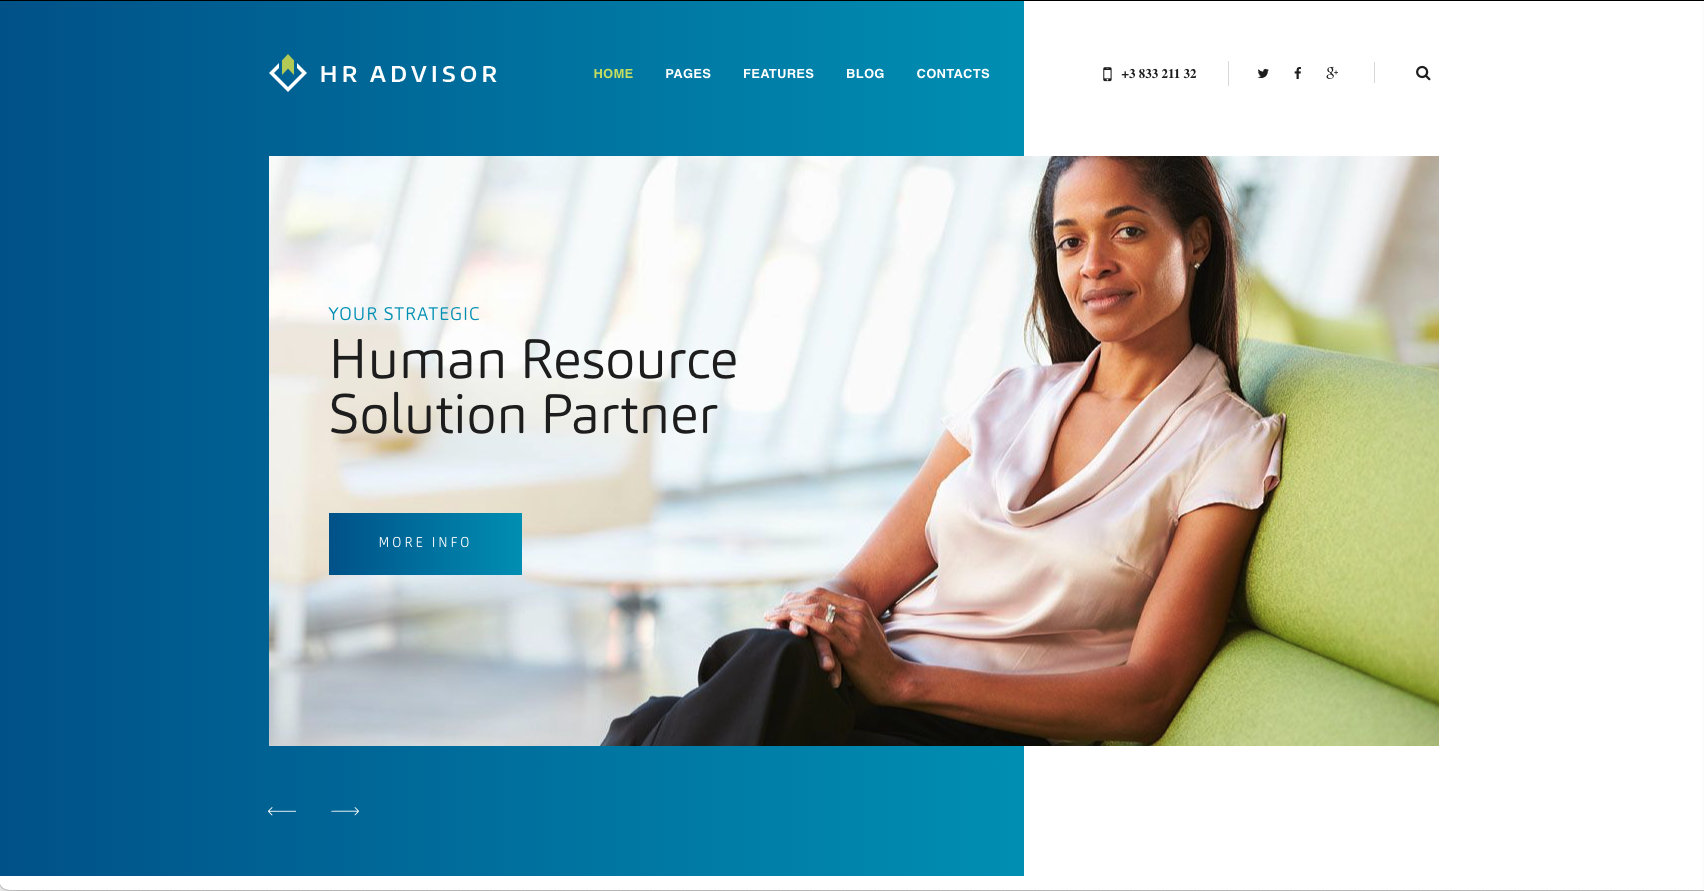 HR ADVISOR
HOME PAGES FEATURES BLOG CONTACTS
+3 833 211 32
YOUR STRATEGIC
Human Resource
Solution Partner
MORE INFO